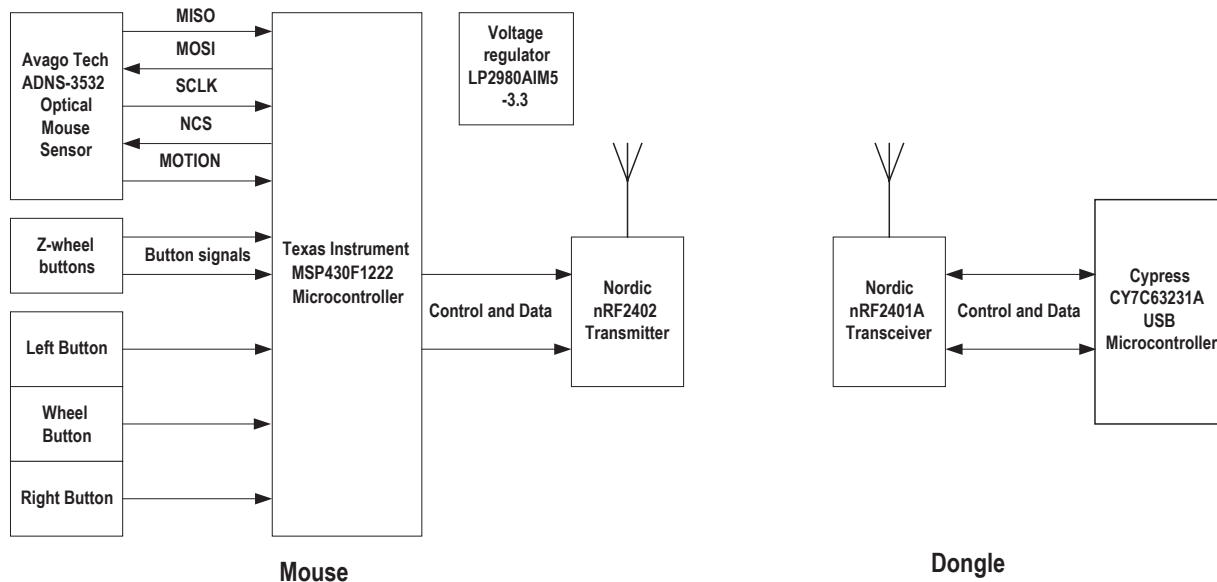 Avago Tech
ADNS-3532
Optical
Mouse
Sensor
MISO
MOSI
SCLK
NCS
MOTION
Z-wheel
buttons
Button signals
Left Button
Wheel
Button
Right Button
Texas Instrument
MSP430F1222
Microcontroller
Voltage
regulator
LP2980AIM5
-3.3
Control and Data
Nordic
nRF2402
Transmitter
Mouse
Nordic
nRF2401A
Transceiver
Control and Data
Cypress
CY7C63231A
USB
Microcontroller
Dongle